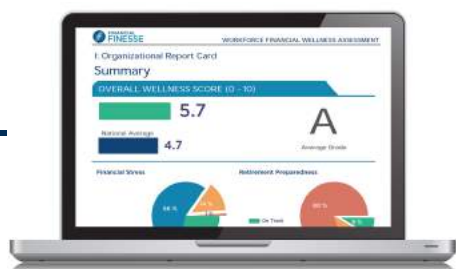 FINANCIAL
FINESSE
WORKFORCE FINANCIAL WELLNESS ASSESSMENT
I: Organizational Report Card
Summary
OVERALL WELLNESS SCORE (0 - 10)
5.7
National Average
4.7
A
Average Grade
Financial Stress
Retirement Preparedness
On Track